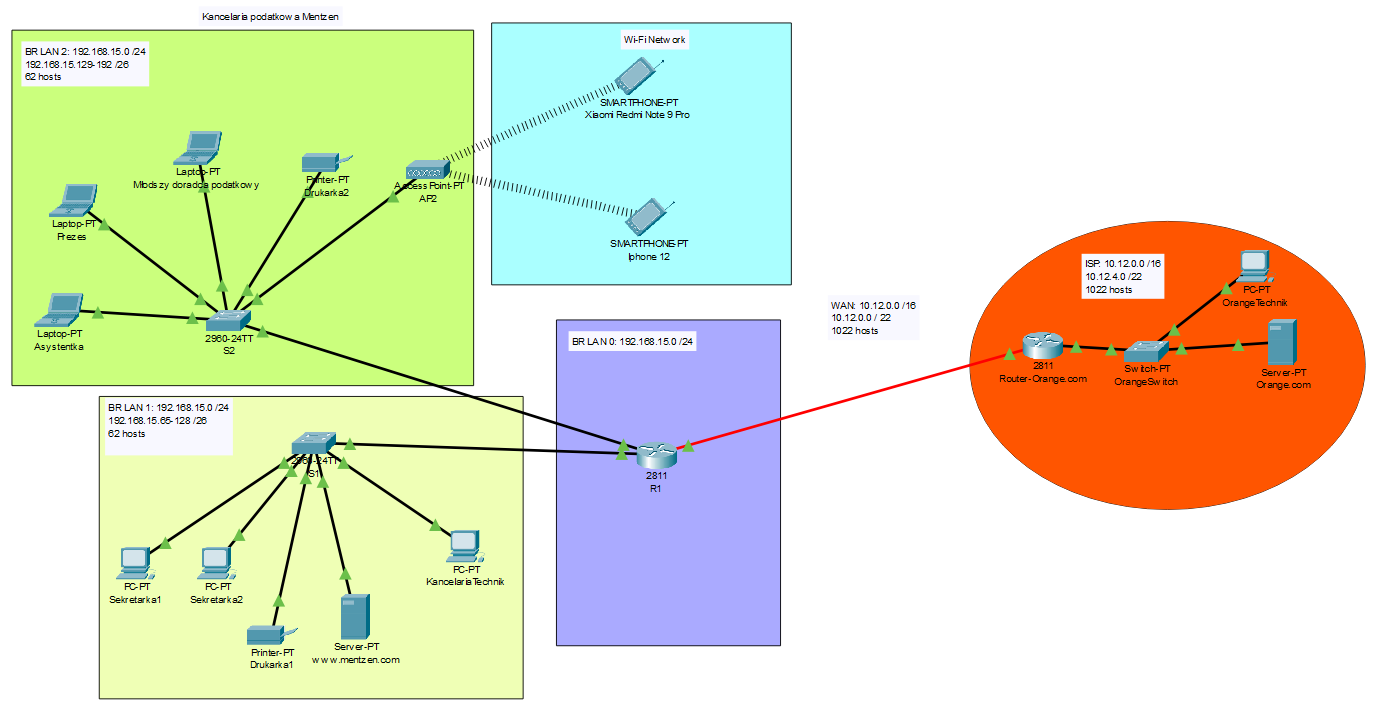 Kancelaria podatkowa Mentzen
BR LAN 2: 192.168.15.0 /24
192.168.15.129-192 /26
62 hosts
Laptop-PT
Młodszy doradca podatkowy
Printer-PT
Drukarka2
Access Point-PT
AP2
Laptop-PT
Prezes
Laptop-PT
Asystentka
2960-24TT
S2
Wi-Fi Network
SMARTPHONE-PT
Xiaomi Redmi Note 9 Pro
SMARTPHONE-PT
Iphone 12
BR LAN 1: 192.168.15.0 /24
192.168.15.65-128 /26
62 hosts
2960-24TT
S1
PC-PT
Sekretarka1
PC-PT
Sekretarka2
Printer-PT
Drukarka1
Server-PT
www.mentzen.com
PC-PT
KancelariaTechnik
BR LAN 0: 192.168.15.0 /24
2811
R1
WAN: 10.12.0.0 /16
10.12.0.0 / 22
1022 hosts
ISP: 10.12.0.0 /16
10.12.4.0 /22
1022 hosts
PC-PT
OrangeTechnik
2811
Router-Orange.com
Switch-PT
OrangeSwitch
Server-PT
Orange.com